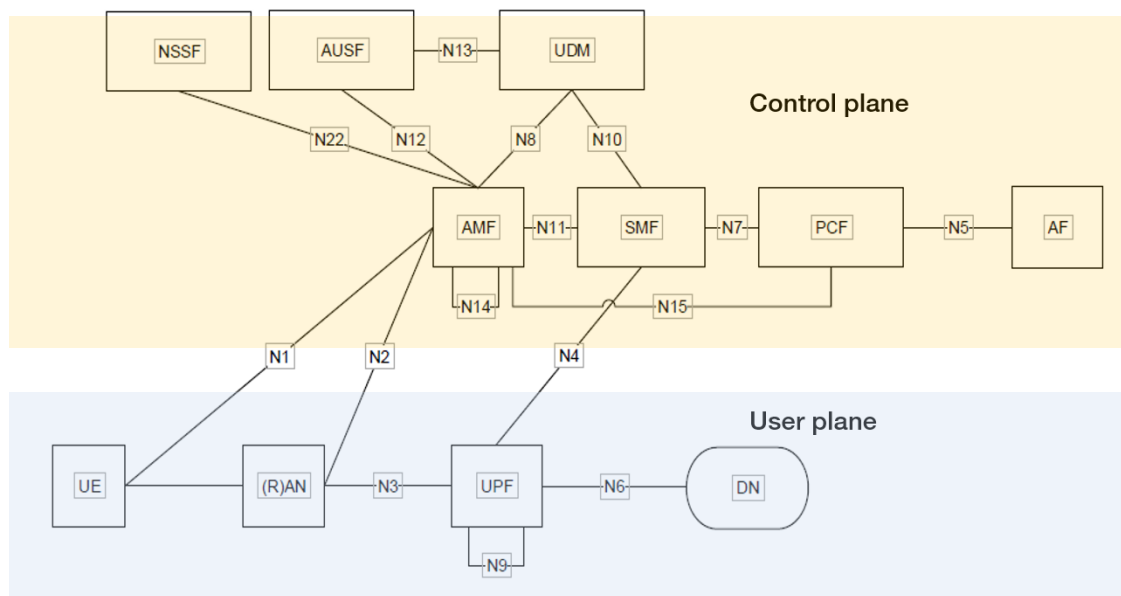 NSSF
AUSF
N13
UDM
Control plane
N22
N12
N8
N10
AMF
N11
SMF
N7
PCF
N5
AF
N14
N15
N1
N2
N4
User plane
UE
(R)AN
N3
UPF
N6
DN
N9